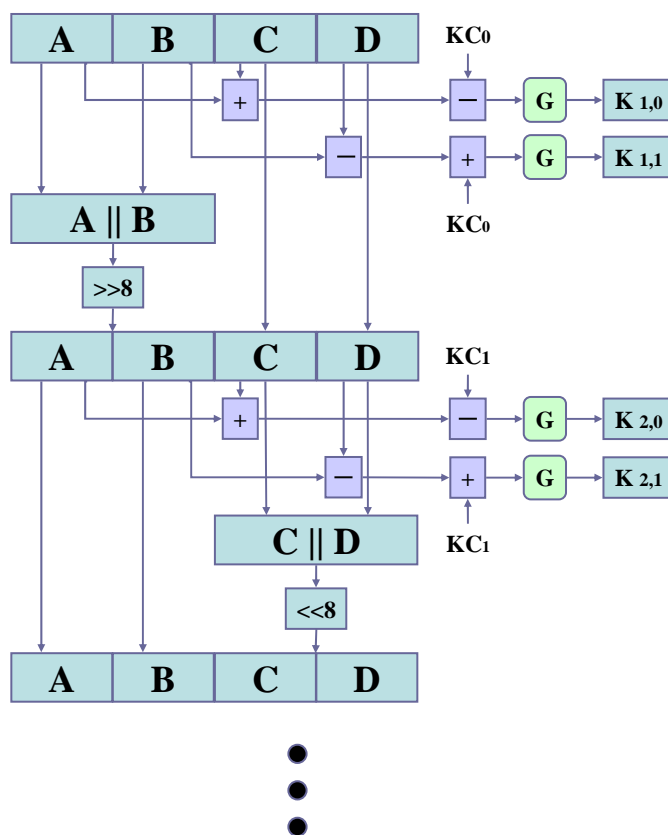 A B C D
KC0
+ − G K 1,0
− + G K 1,1
KC0
A || B
>>8
A B C D
KC1
+ − G K 2,0
− + G K 2,1
KC1
C || D
<<8
A B C D